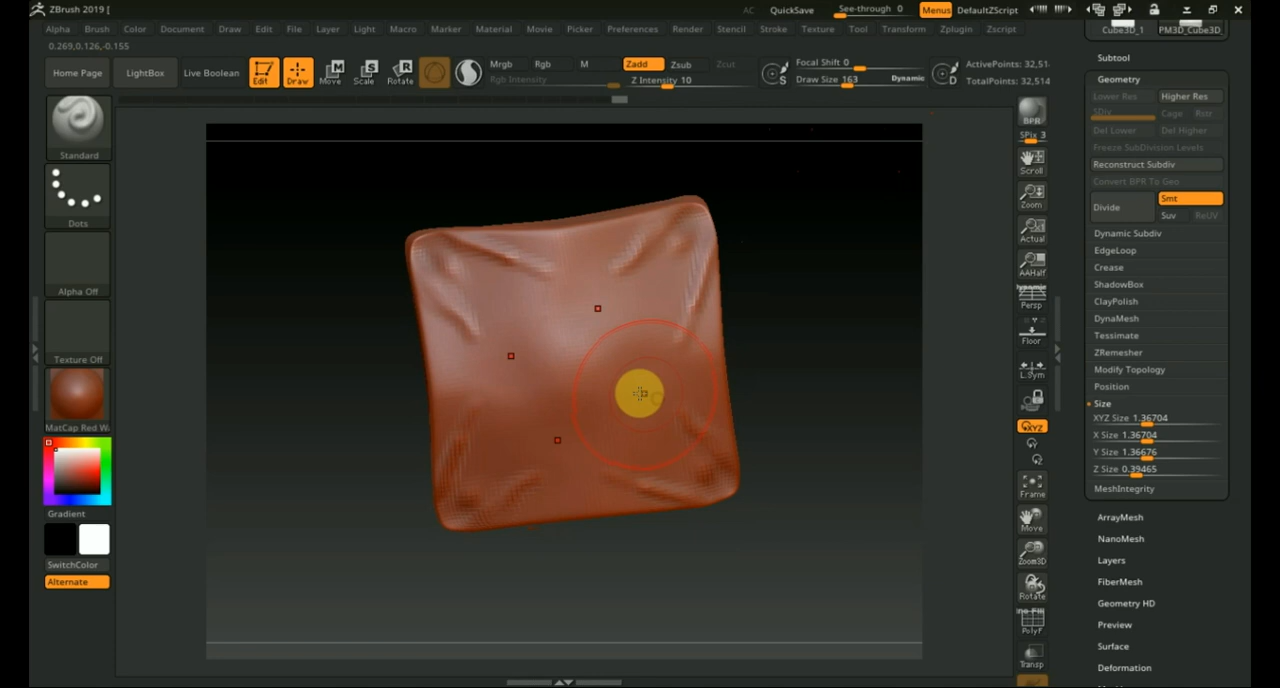 ZBrush 2019 [
AC QuickSave See-through 0 Menus DefaultZScript
Alpha Brush Color Document Draw Edit File Layer Light Macro Marker Material Movie Picker Preferences Render Stencil Stroke Texture Tool Transform Zplugin Zscript
0.269,0.126,-0.155
Home Page LightBox Live Boolean Edit Draw Move Scale Rotate
Mrgb Rgb M Zadd Zsub Zcut
Rgb Intensity Z Intensity 10
Focal Shift 0
Draw Size 163 Dynamic
ActivePoints: 32,51
TotalPoints: 32,514
Standard
Dots
Alpha Off
Texture Off
MatCap Red Wa
Gradient
SwitchColor
Alternate
BPR
SPix 3
Scroll
Zoom
Actual
AAHalf
Dynamic
Persp
Floor
L.Sym
XYZ
Frame
Move
Zoom3D
Rotate
PolyF
Transp
Cube3D_1 PM3D_Cube3D_
Subtool
Geometry
Lower Res Higher Res
SDiv Cage Rstr
Del Lower Del Higher
Freeze SubDivision Levels
Reconstruct Subdiv
Convert BPR To Geo
Divide Smt
Suv ReUV
Dynamic Subdiv
EdgeLoop
Crease
ShadowBox
ClayPolish
DynaMesh
Tessimate
ZRemesher
Modify Topology
Position
Size
XYZ Size 1.36704
X Size 1.36704
Y Size 1.36676
Z Size 0.39465
MeshIntegrity
ArrayMesh
NanoMesh
Layers
FiberMesh
Geometry HD
Preview
Surface
Deformation